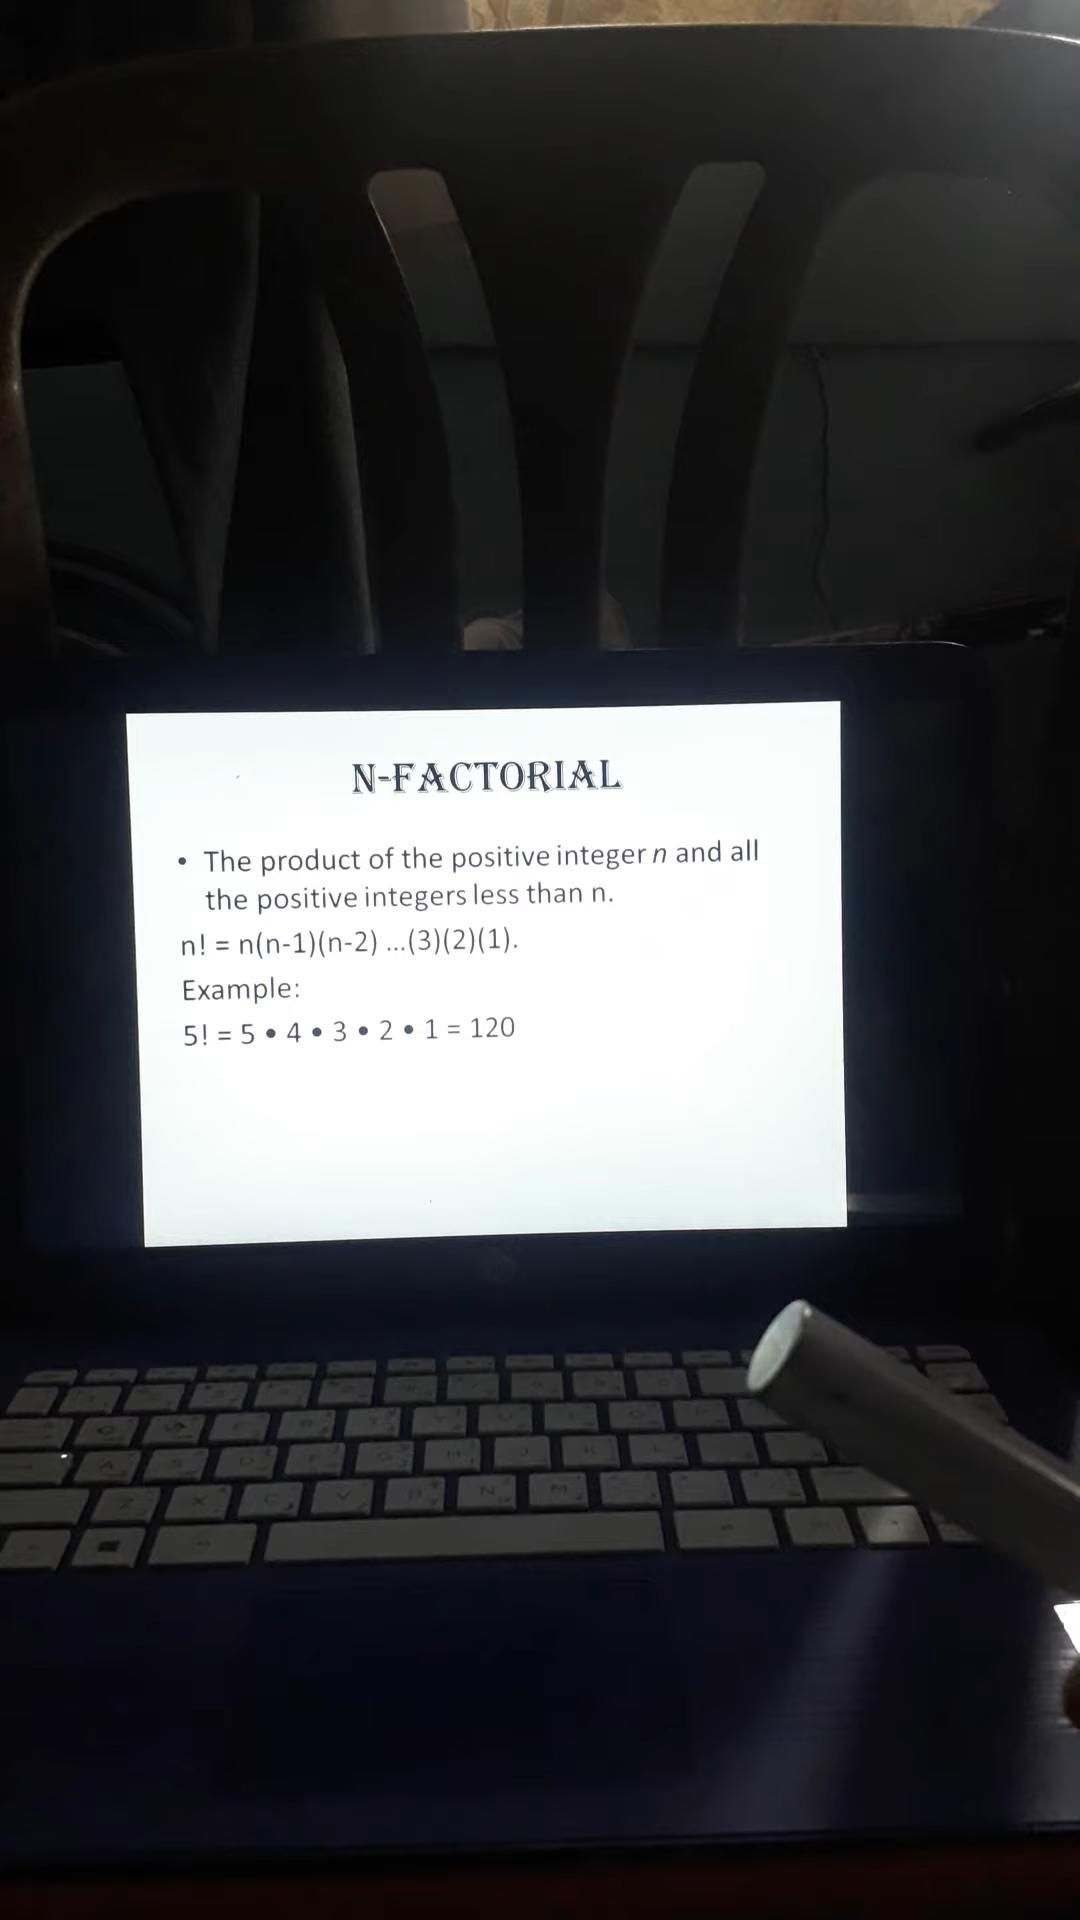 N-FACTORIAL
• The product of the positive integer n and all
the positive integers less than n.
n! = n(n-1)(n-2) ...(3)(2)(1).
Example:
5! = 5 • 4 • 3 • 2 • 1 = 120